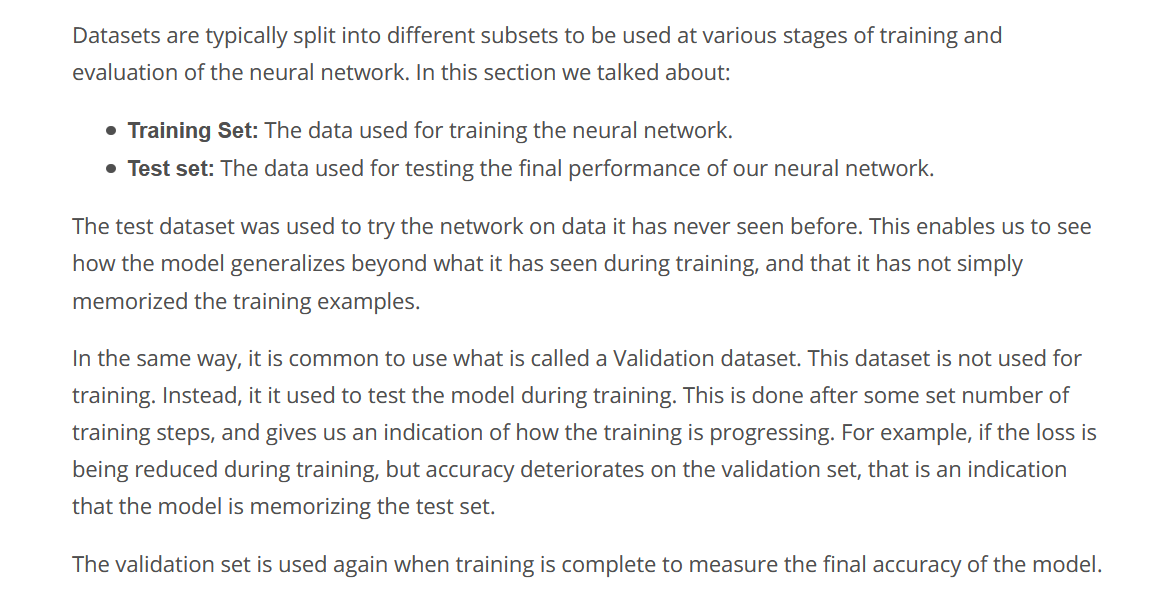 Datasets are typically split into different subsets to be used at various stages of training and
evaluation of the neural network. In this section we talked about:
• Training Set: The data used for training the neural network.
• Test set: The data used for testing the final performance of our neural network.
The test dataset was used to try the network on data it has never seen before. This enables us to see
how the model generalizes beyond what it has seen during training, and that it has not simply
memorized the training examples.
In the same way, it is common to use what is called a Validation dataset. This dataset is not used for
training. Instead, it it used to test the model during training. This is done after some set number of
training steps, and gives us an indication of how the training is progressing. For example, if the loss is
being reduced during training, but accuracy deteriorates on the validation set, that is an indication
that the model is memorizing the test set.
The validation set is used again when training is complete to measure the final accuracy of the model.